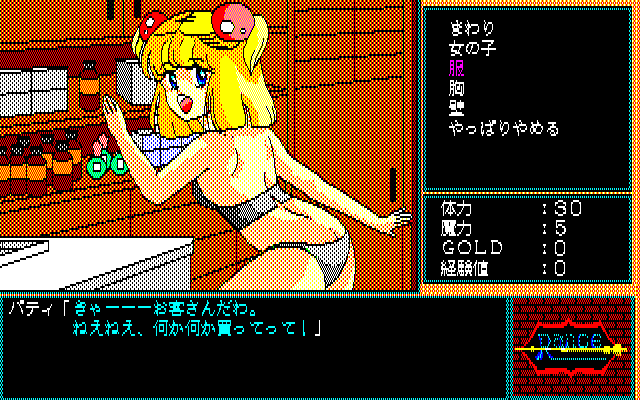 まわり
女の子
服
胸
壁
やっぱりやめる
体力　:30
魔力　:5
GOLD　:0
経験値　:0
パティ「きゃーーーお客さんだわ。
ねえねえ、何か何か買ってって！」
Rance